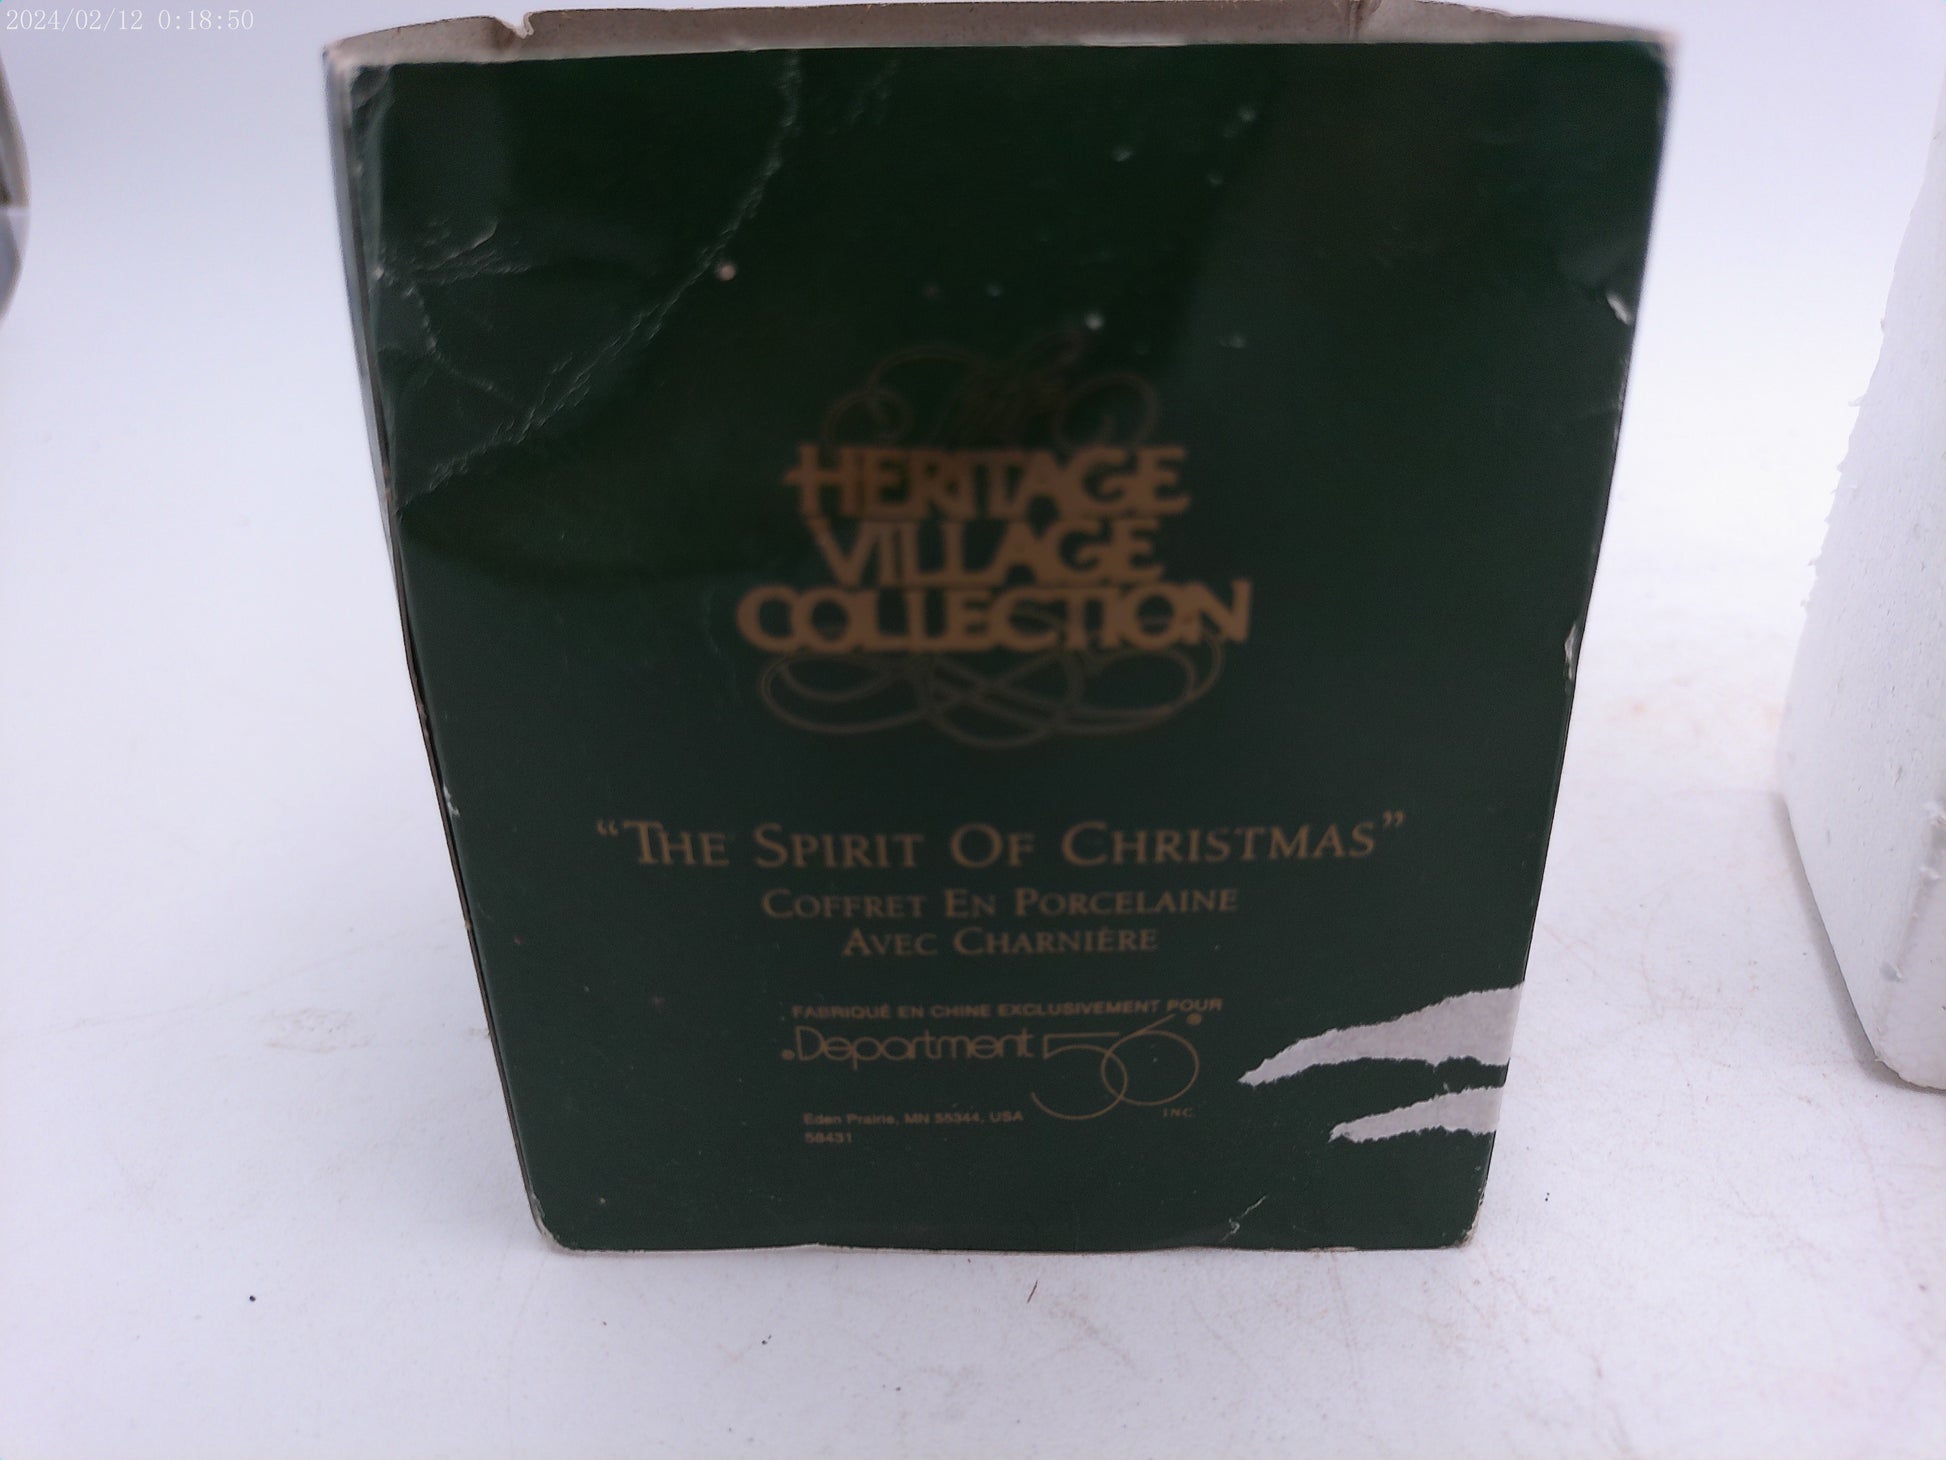 2024/02/12 0:18:50
The
HERITAGE
VILLAGE
COLLECTION
"THE SPIRIT OF CHRISTMAS"
COFFRET EN PORCELAINE
AVEC CHARNIÈRE
FABRIQUÉ EN CHINE EXCLUSIVEMENT POUR
Department 56®
INC.
Eden Prairie, MN 55344, USA
58431